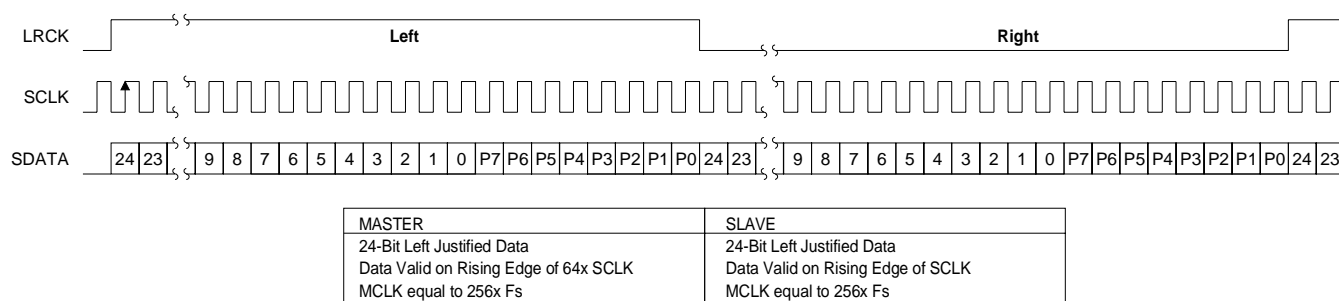 LRCK Left Right
SCLK
SDATA 24 23 9 8 7 6 5 4 3 2 1 0 P7 P6 P5 P4 P3 P2 P1 P0 24 23 9 8 7 6 5 4 3 2 1 0 P7 P6 P5 P4 P3 P2 P1 P0 24 23
MASTER SLAVE
24-Bit Left Justified Data 24-Bit Left Justified Data
Data Valid on Rising Edge of 64x SCLK Data Valid on Rising Edge of SCLK
MCLK equal to 256x Fs MCLK equal to 256x Fs